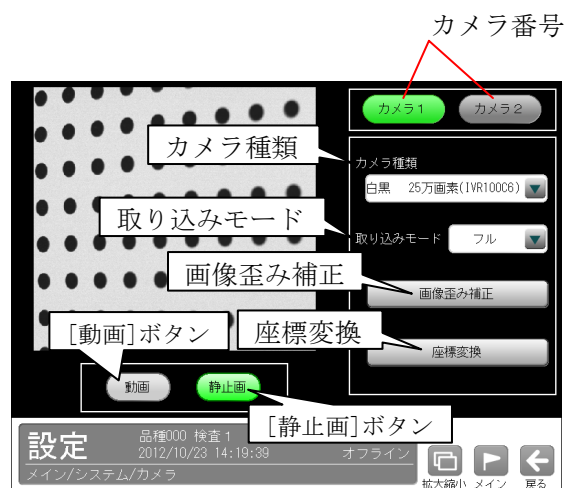 カメラ番号
カメラ1
カメラ2
カメラ種類
カメラ種類
白黒 25万画素(IVR100C6)
取り込みモード
取り込みモード
フル
画像歪み補正
画像歪み補正
[動画]ボタン
座標変換
座標変換
動画
静止画
[静止画]ボタン
設定
品種000 検査1
2012/10/23 14:19:39
オフライン
メイン/システム/カメラ
拡大縮小
メイン
戻る